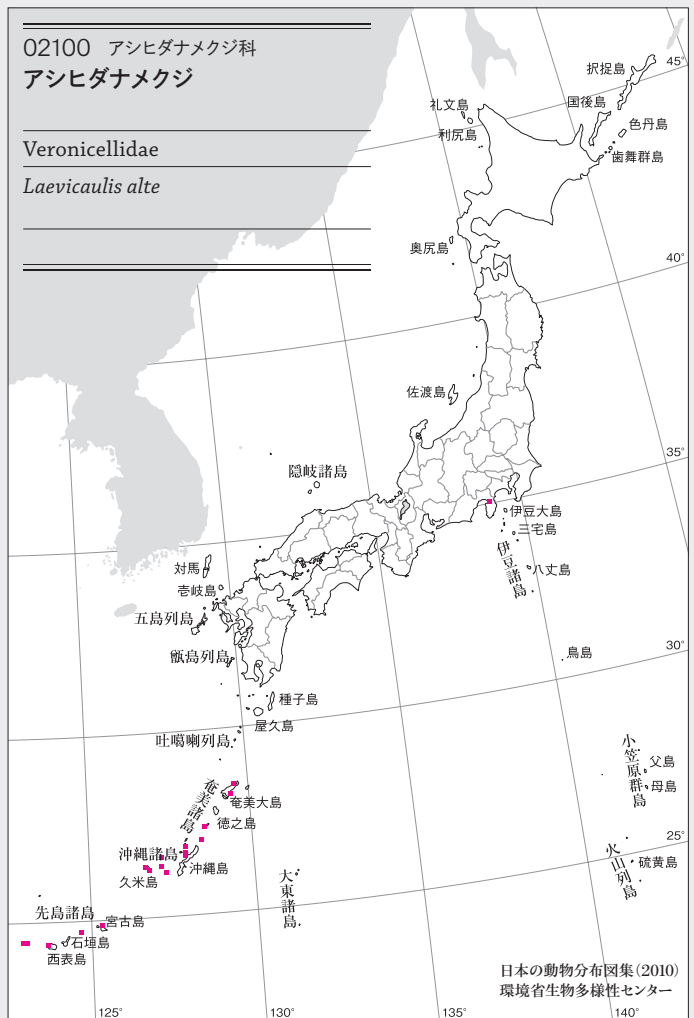 02100 アシヒダナメクジ科
アシヒダナメクジ
Veronicellidae
Laevicaulis alte
45°
択捉島
国後島
礼文島
色丹島
利尻島
歯舞群島
奥尻島
40°
佐渡島
35°
隠岐諸島
伊豆大島
三宅島
伊豆諸島
八丈島
対馬
壱岐島
五島列島
甑島列島
30°
鳥島
種子島
屋久島
吐噶喇列島
小笠原群島
父島
母島
奄美諸島
奄美大島
徳之島
25°
沖縄諸島
沖縄島
久米島
火山列島
硫黄島
大東諸島
先島諸島
宮古島
石垣島
西表島
日本の動物分布図集(2010)
環境省生物多様性センター
125°
130°
135°
140°